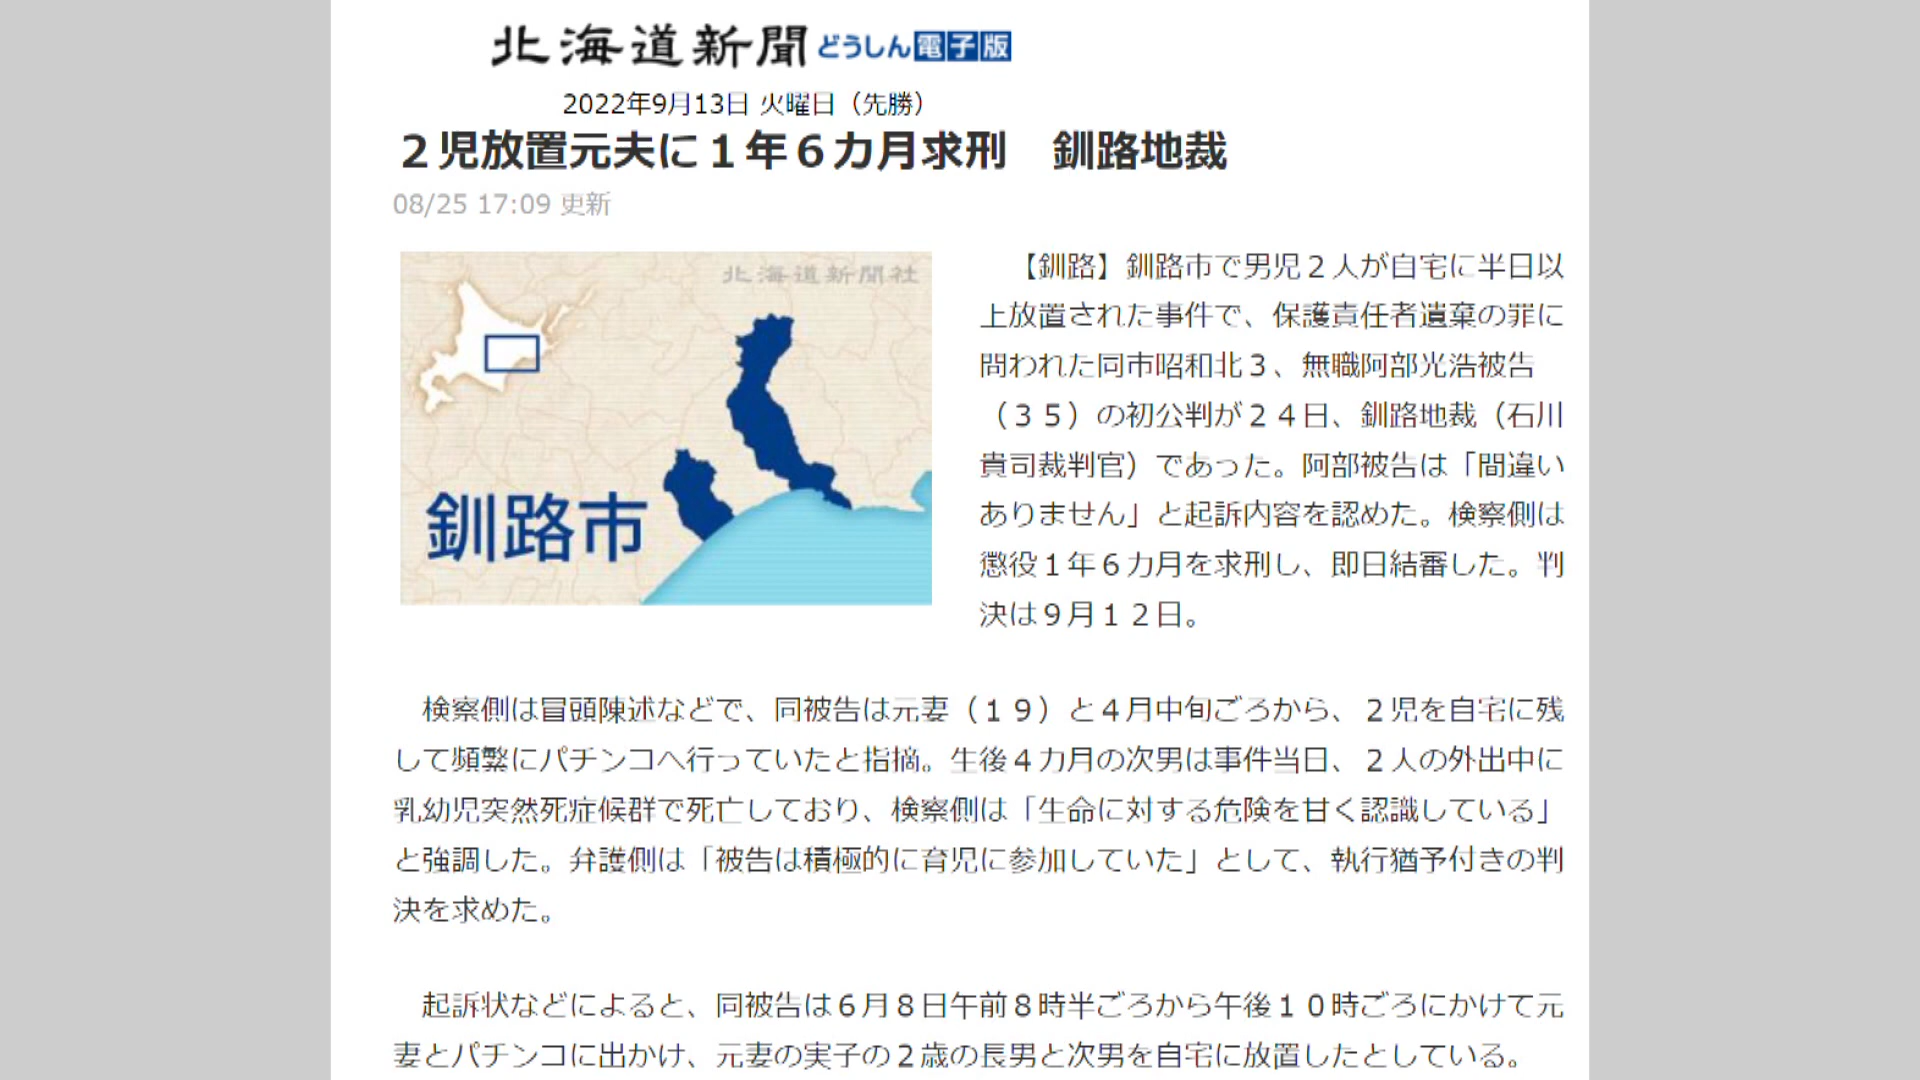 北海道新聞 どうしん電子版
2022年9月13日 火曜日（先勝）
２児放置元夫に１年６カ月求刑　釧路地裁
08/25 17:09 更新
北海道新聞社
釧路市
【釧路】釧路市で男児２人が自宅に半日以
上放置された事件で、保護責任者遺棄の罪に
問われた同市昭和北３、無職阿部光浩被告
（３５）の初公判が２４日、釧路地裁（石川
貴司裁判官）であった。阿部被告は「間違い
ありません」と起訴内容を認めた。検察側は
懲役１年６カ月を求刑し、即日結審した。判
決は９月１２日。
検察側は冒頭陳述などで、同被告は元妻（１９）と４月中旬ごろから、２児を自宅に残
して頻繁にパチンコへ行っていたと指摘。生後４カ月の次男は事件当日、２人の外出中に
乳幼児突然死症候群で死亡しており、検察側は「生命に対する危険を甘く認識している」
と強調した。弁護側は「被告は積極的に育児に参加していた」として、執行猶予付きの判
決を求めた。
起訴状などによると、同被告は６月８日午前８時半ごろから午後１０時ごろにかけて元
妻とパチンコに出かけ、元妻の実子の２歳の長男と次男を自宅に放置したとしている。